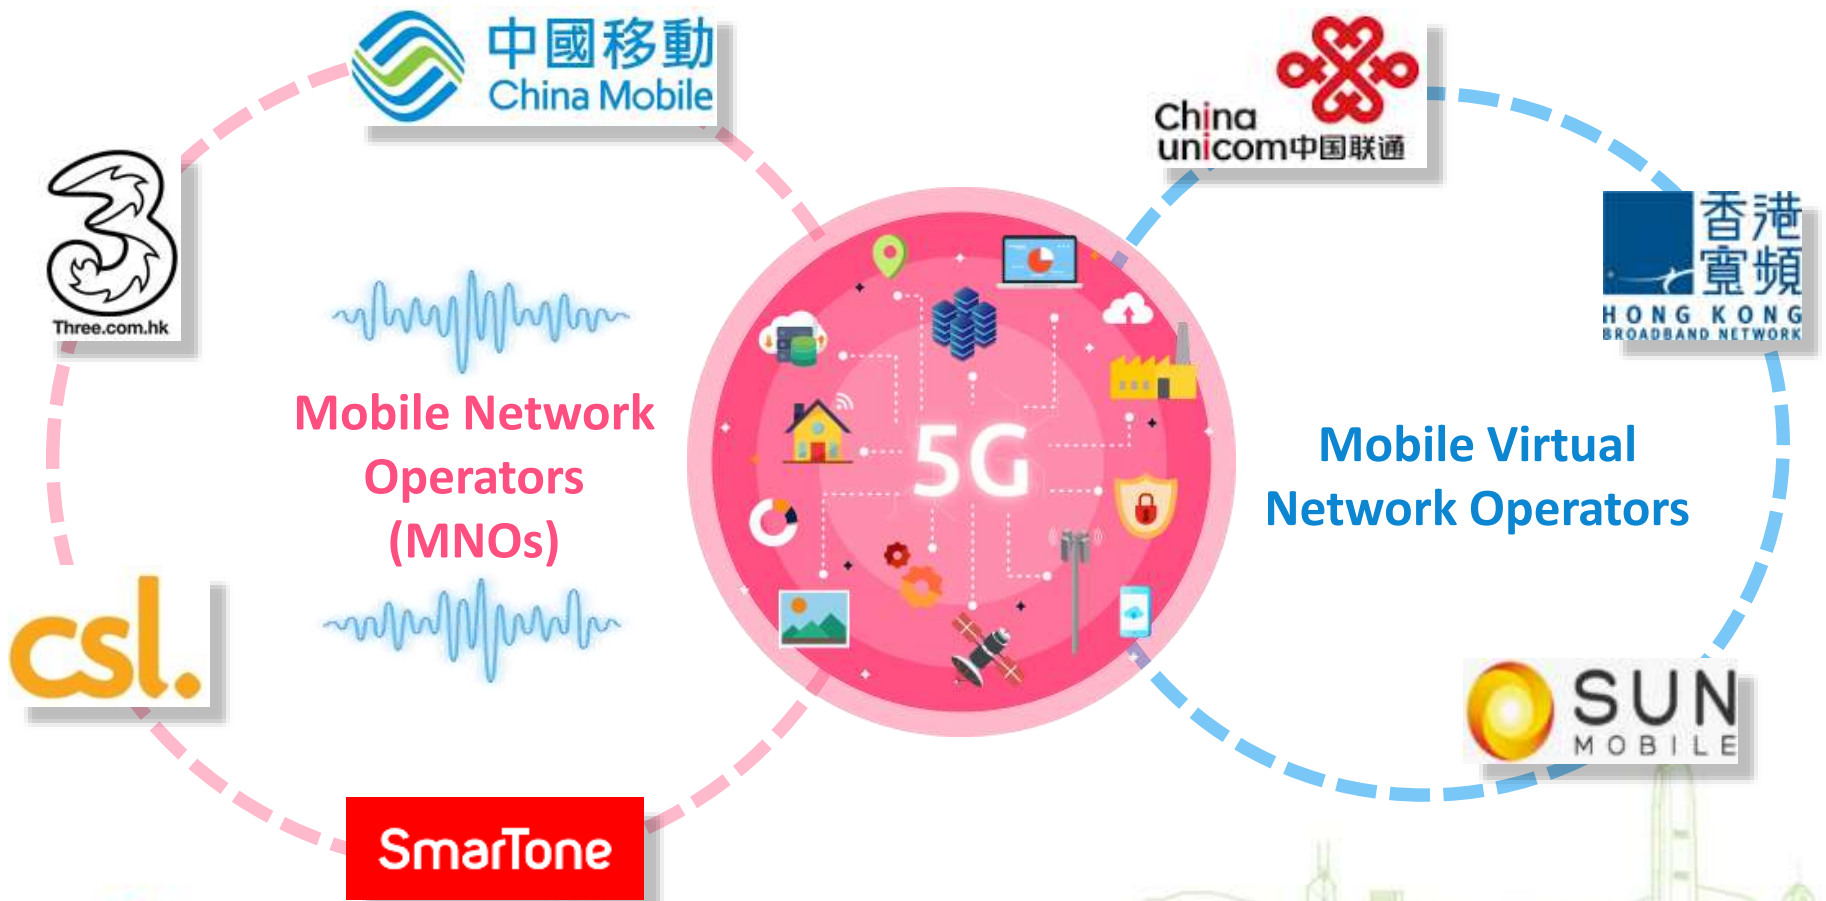 中國移動
China Mobile
Three.com.hk
Mobile Network
Operators
(MNOs)
csl.
SmarTone
5G
China
unicom中国联通
香港
寬頻
HONG KONG
BROADBAND NETWORK
Mobile Virtual
Network Operators
SUN
MOBILE